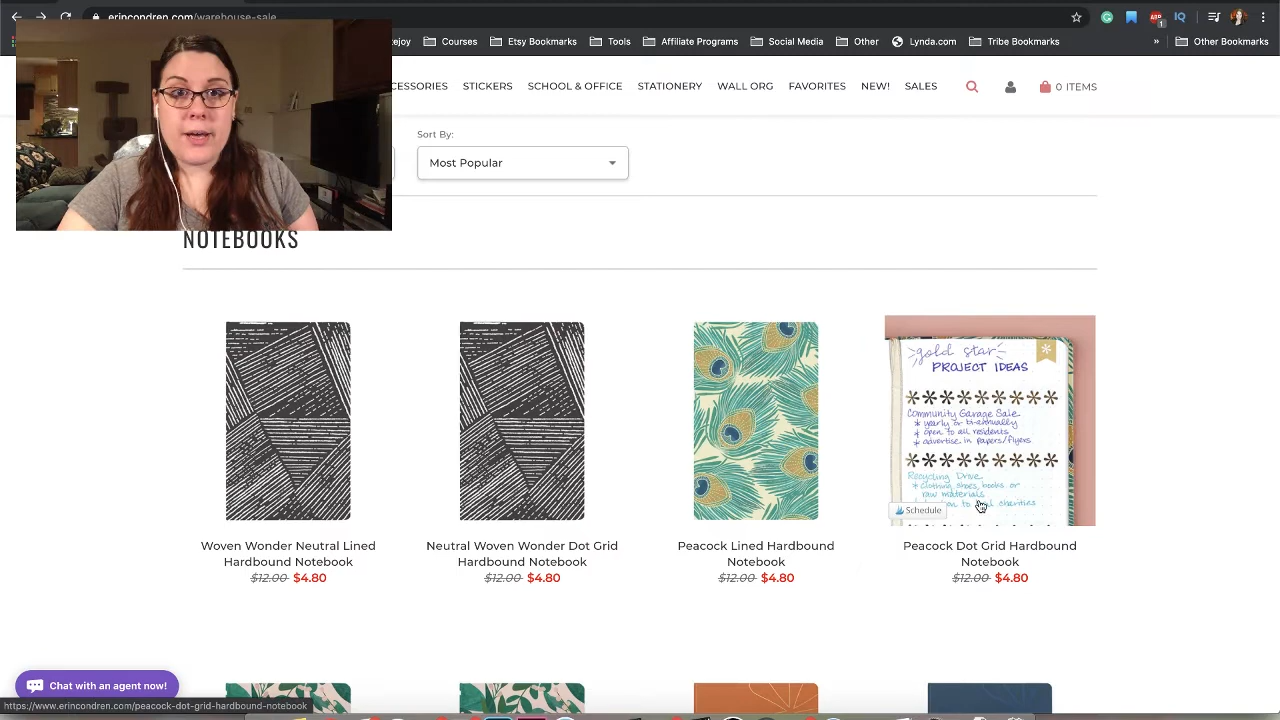 erincondren.com/warehouse-sale
ejoy
Courses
Etsy Bookmarks
Tools
Affiliate Programs
Social Media
Other
Lynda.com
Tribe Bookmarks
»
Other Bookmarks
CESSORIES
STICKERS
SCHOOL & OFFICE
STATIONERY
WALL ORG
FAVORITES
NEW!
SALES
0 ITEMS
Sort By:
Most Popular
NOTEBOOKS
gold star
PROJECT IDEAS
Community Garage Sale
* yearly or bi-annually
* open to all residents
* advertise in papers/flyers
Recycling Drive
* clothing, shoes, books or
raw materials
charities
Schedule
Woven Wonder Neutral Lined
Hardbound Notebook
$12.00 $4.80
Neutral Woven Wonder Dot Grid
Hardbound Notebook
$12.00 $4.80
Peacock Lined Hardbound
Notebook
$12.00 $4.80
Peacock Dot Grid Hardbound
Notebook
$12.00 $4.80
Chat with an agent now!
https://www.erincondren.com/peacock-dot-grid-hardbound-notebook